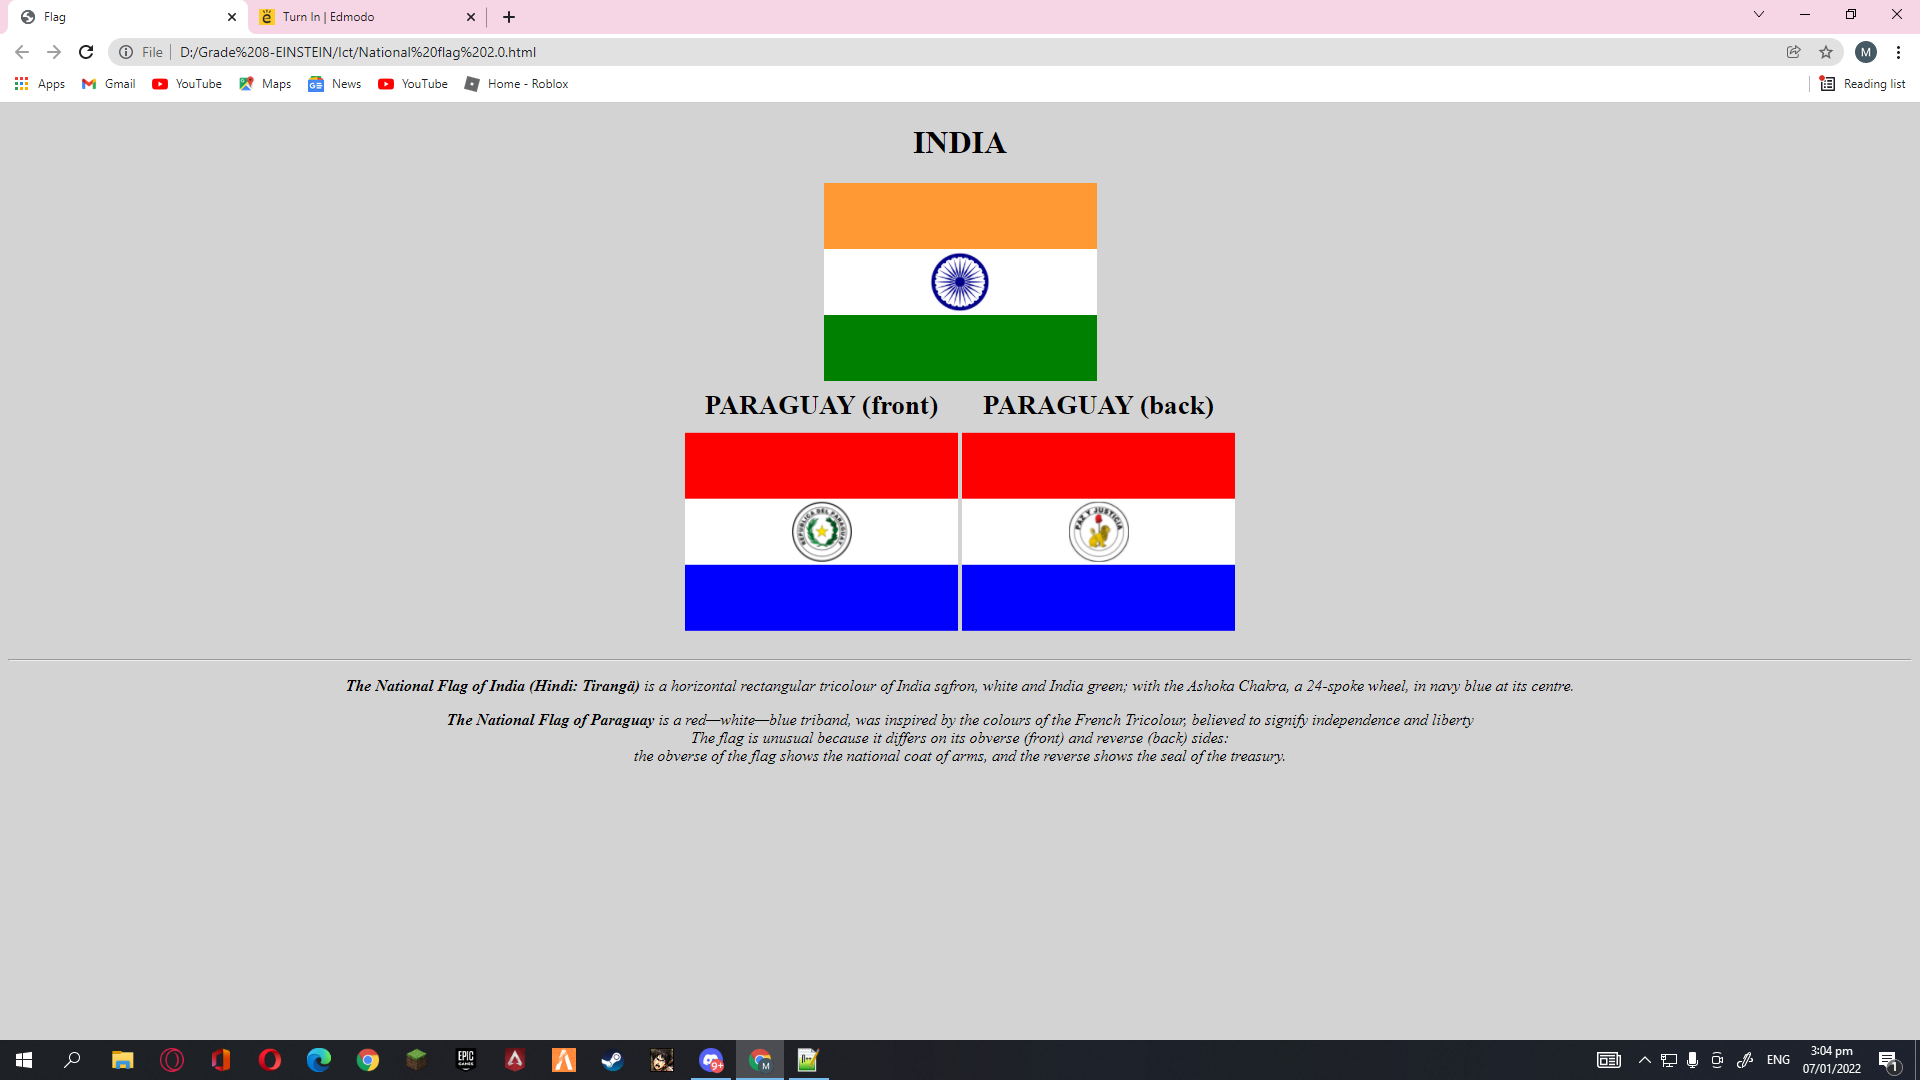 Flag
Turn In | Edmodo
File
D:/Grade%208-EINSTEIN/Ict/National%20flag%202.0.html
M
Apps
Gmail
YouTube
Maps
News
YouTube
Home - Roblox
Reading list
INDIA
PARAGUAY (front)
PARAGUAY (back)
REPUBLICA DEL PARAGUAY
PAZ Y JUSTICIA
The National Flag of India (Hindi: Tirangä) is a horizontal rectangular tricolour of India sqfron, white and India green; with the Ashoka Chakra, a 24-spoke wheel, in navy blue at its centre.
The National Flag of Paraguay is a red—white—blue triband, was inspired by the colours of the French Tricolour, believed to signify independence and liberty
The flag is unusual because it differs on its obverse (front) and reverse (back) sides:
the obverse of the flag shows the national coat of arms, and the reverse shows the seal of the treasury.
EPIC GAMES
9+
M
ENG
3:04 pm
07/01/2022
1